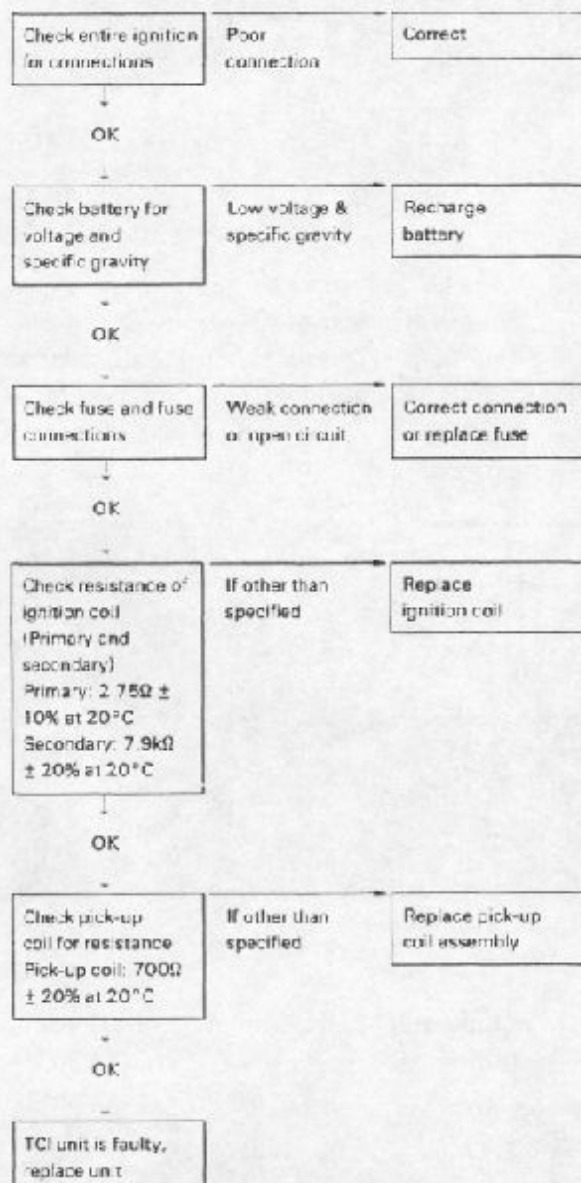 Check entire ignition
for connections
Poor
connection
Correct
OK
Check battery for
voltage and
specific gravity
Low voltage &
specific gravity
Recharge
battery
OK
Check fuse and fuse
connections
Weak connection
or open circuit
Correct connection
or replace fuse
OK
Check resistance of
ignition coil
(Primary and
secondary)
Primary: 2.75Ω ±
10% at 20°C
Secondary: 7.9kΩ
± 20% at 20°C
If other than
specified
Replace
ignition coil
OK
Check pick-up
coil for resistance
Pick-up coil: 700Ω
± 20% at 20°C
If other than
specified
Replace pick-up
coil assembly
OK
TCI unit is faulty,
replace unit